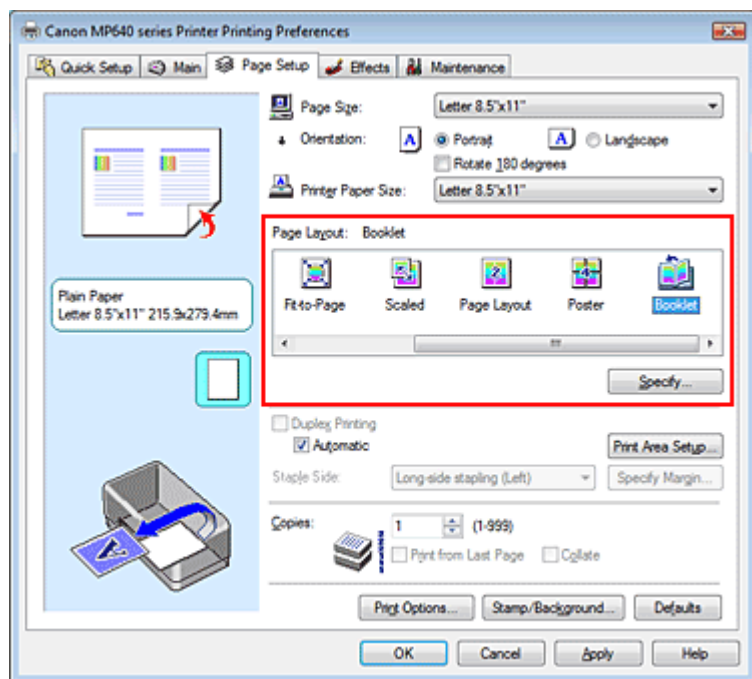 Canon MP640 series Printer Printing Preferences
Quick Setup Main Page Setup Effects Maintenance
Page Size: Letter 8.5"x11"
Orientation: A Portrait A Landscape
Rotate 180 degrees
Printer Paper Size: Letter 8.5"x11"
Page Layout: Booklet
Fit-to-Page Scaled Page Layout Poster Booklet
Plain Paper
Letter 8.5"x11" 215.9x279.4mm
Specify...
Duplex Printing
Automatic
Print Area Setup...
Staple Side: Long-side stapling (Left) Specify Margin...
Copies: 1 (1-999)
Print from Last Page Collate
Print Options... Stamp/Background... Defaults
OK Cancel Apply Help